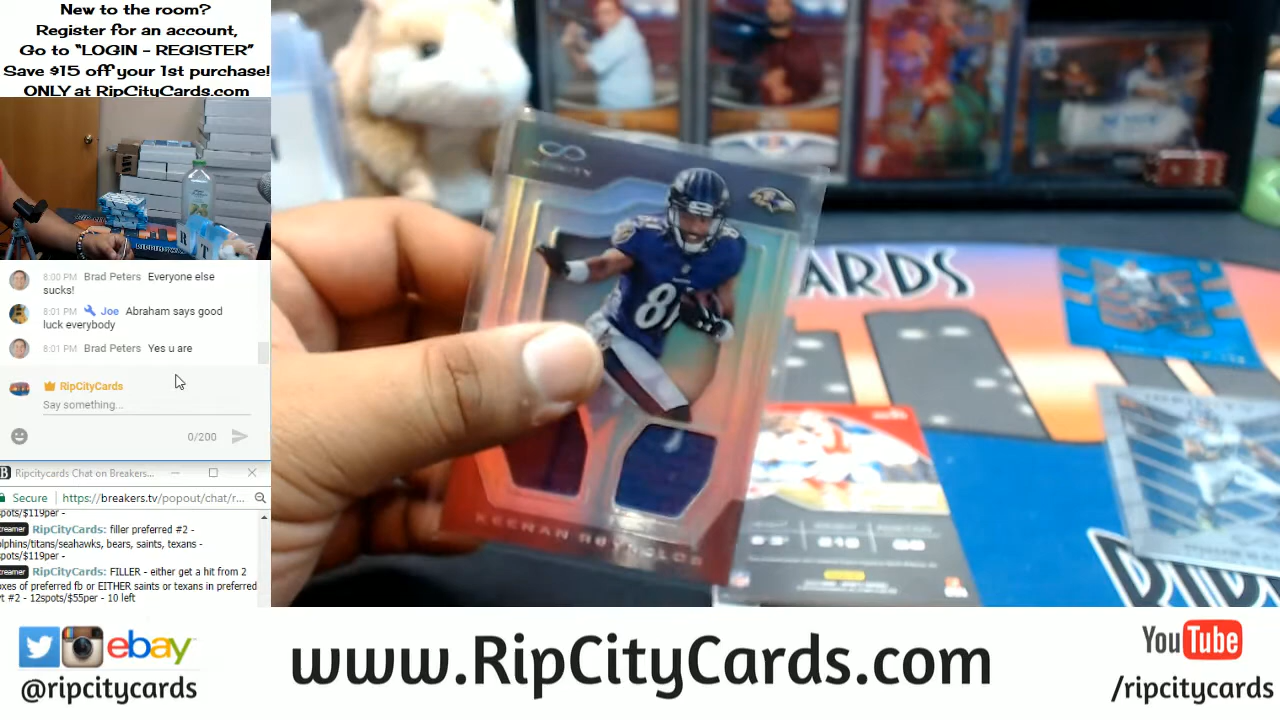 New to the room?
Register for an account,
Go to “LOGIN - REGISTER”
Save $15 off your 1st purchase!
ONLY at RipCityCards.com
8:00 PM Brad Peters Everyone else
sucks!
8:01 PM Joe Abraham says good
luck everybody
8:01 PM Brad Peters Yes u are
RipCityCards
Say something...
0/200
Ripcitycards Chat on Breakers...
Secure https://breakers.tv/popout/chat/r...
pots/$119per -
eamer RipCityCards: filler preferred #2 -
lphins/titans/seahawks, bears, saints, texans -
spots/$119per -
eamer RipCityCards: FILLER - either get a hit from 2
oxes of preferred fb or EITHER saints or texans in preferred
rt #2 - 12spots/$55per - 10 left
INFINITY
81
KEENAN REYNOLDS
ARDS
ebay
@ripcitycards
www.RipCityCards.com
YouTube
/ripcitycards